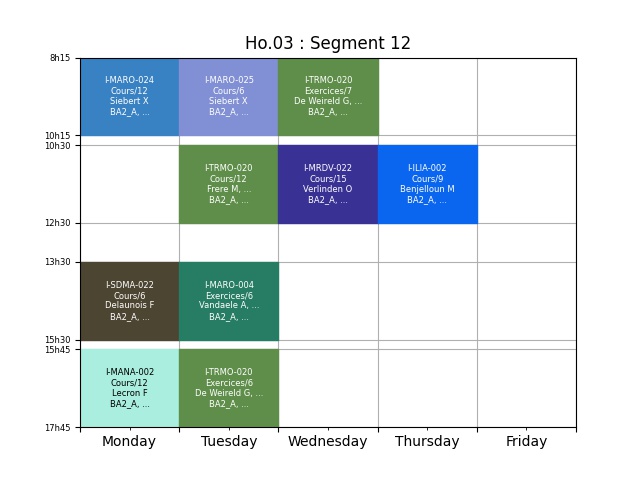 Ho.03 : Segment 12
8h15
I-MARO-024
Cours/12
Siebert X
BA2_A, ...
I-MARO-025
Cours/6
Siebert X
BA2_A, ...
I-TRMO-020
Exercices/7
De Weireld G, ...
BA2_A, ...
10h15
10h30
I-TRMO-020
Cours/12
Frere M, ...
BA2_A, ...
I-MRDV-022
Cours/15
Verlinden O
BA2_A, ...
I-ILIA-002
Cours/9
Benjelloun M
BA2_A, ...
12h30
13h30
I-SDMA-022
Cours/6
Delaunois F
BA2_A, ...
I-MARO-004
Exercices/6
Vandaele A, ...
BA2_A, ...
15h30
15h45
I-MANA-002
Cours/12
Lecron F
BA2_A, ...
I-TRMO-020
Exercices/6
De Weireld G, ...
BA2_A, ...
17h45
Monday
Tuesday
Wednesday
Thursday
Friday